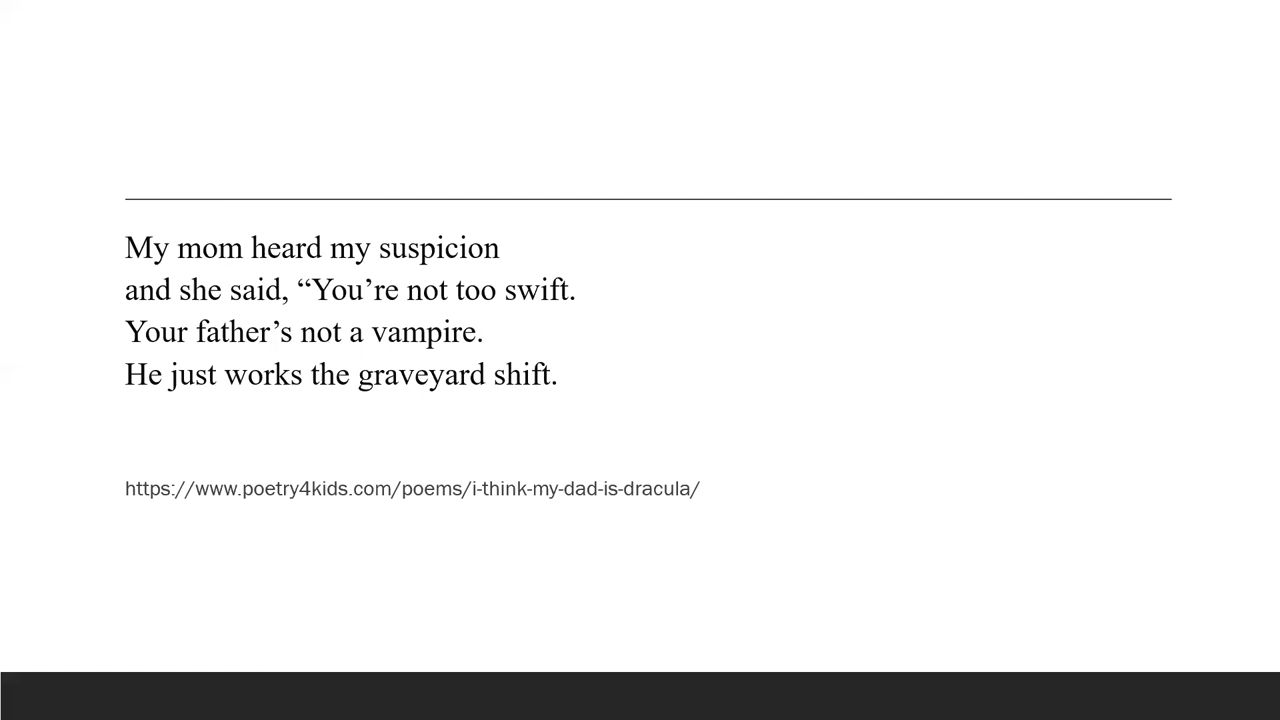 My mom heard my suspicion
and she said, “You’re not too swift.
Your father’s not a vampire.
He just works the graveyard shift.
https://www.poetry4kids.com/poems/i-think-my-dad-is-dracula/